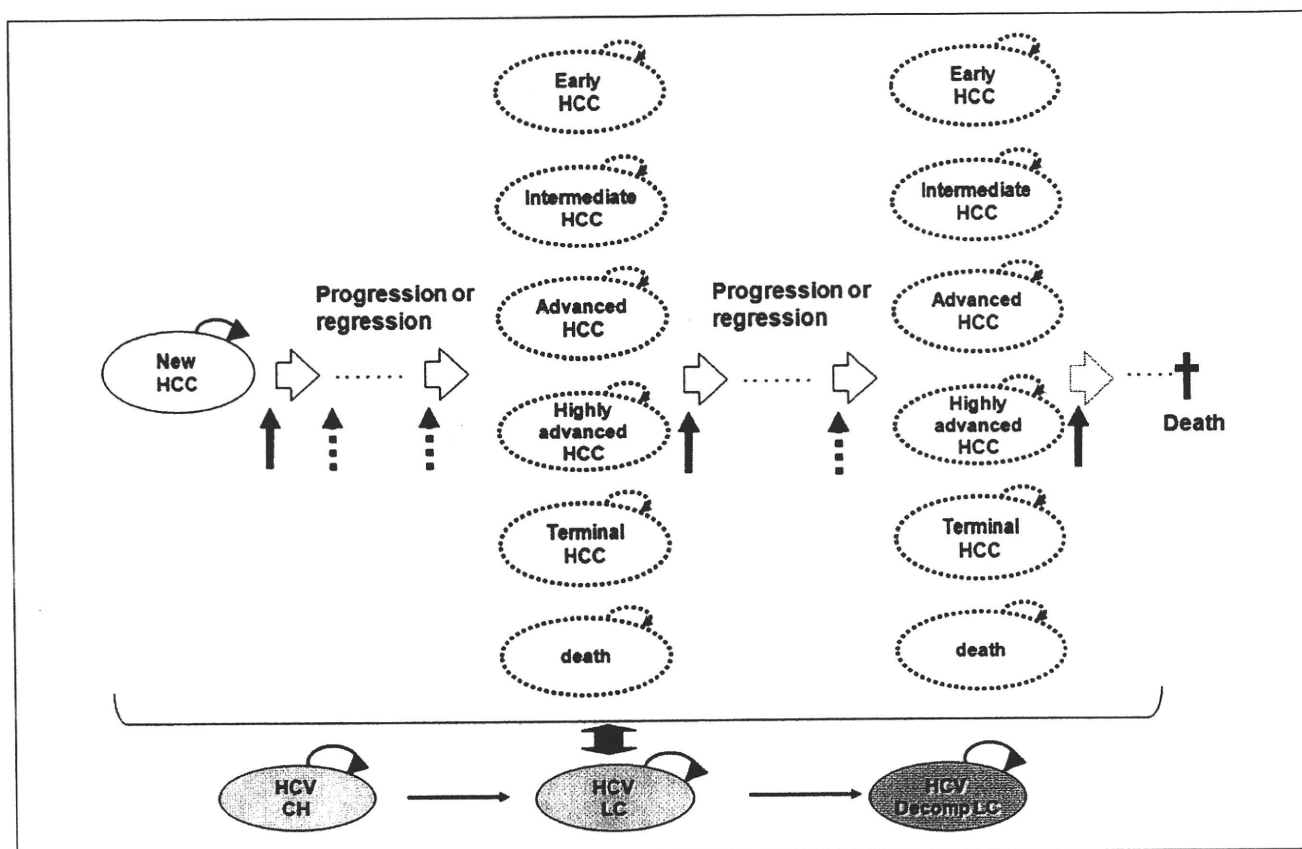 New
HCC
Progression or
regression
Early
HCC
Intermediate
HCC
Advanced
HCC
Highly
advanced
HCC
Terminal
HCC
death
Progression or
regression
Early
HCC
Intermediate
HCC
Advanced
HCC
Highly
advanced
HCC
Terminal
HCC
death
Death
HCV
CH
HCV
LC
HCV
Decomp LC